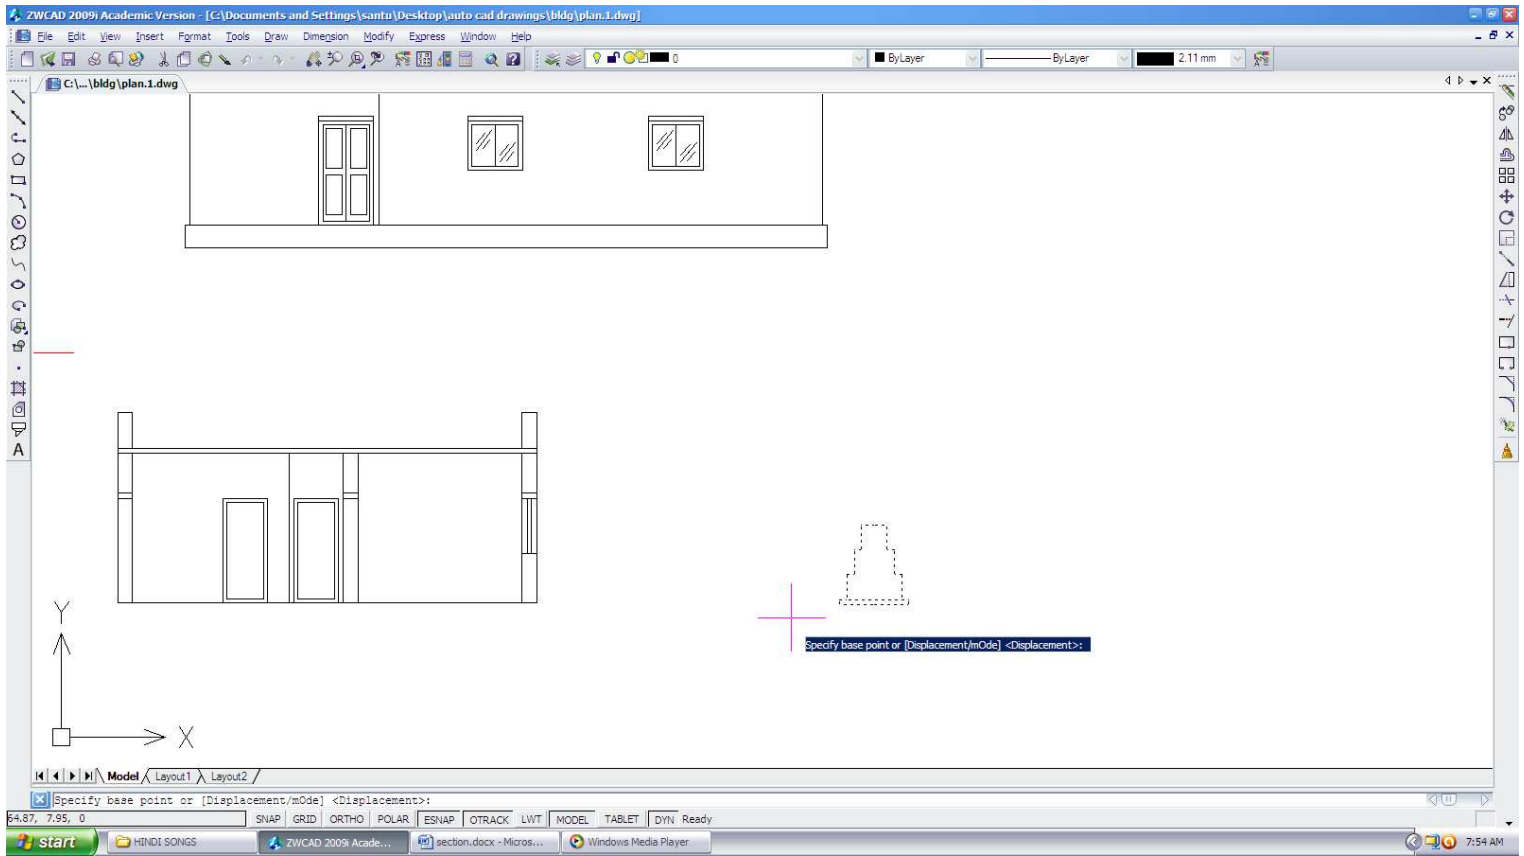 ZWCAD 2009i Academic Version - [C:\Documents and Settings\santu\Desktop\auto cad drawings\bldg\plan.1.dwg]
File Edit View Insert Format Tools Draw Dimension Modify Express Window Help
0 ByLayer ByLayer 2.11 mm
C:\...\bldg\plan.1.dwg
A
Specify base point or [Displacement/mOde] <Displacement>:
Y
X
Model Layout1 Layout2
Specify base point or [Displacement/mOde] <Displacement>:
64.87, 7.95, 0 SNAP GRID ORTHO POLAR ESNAP OTRACK LWT MODEL TABLET DYN Ready
start HINDI SONGS ZWCAD 2009i Acade... section.docx - Micros... Windows Media Player 7:54 AM